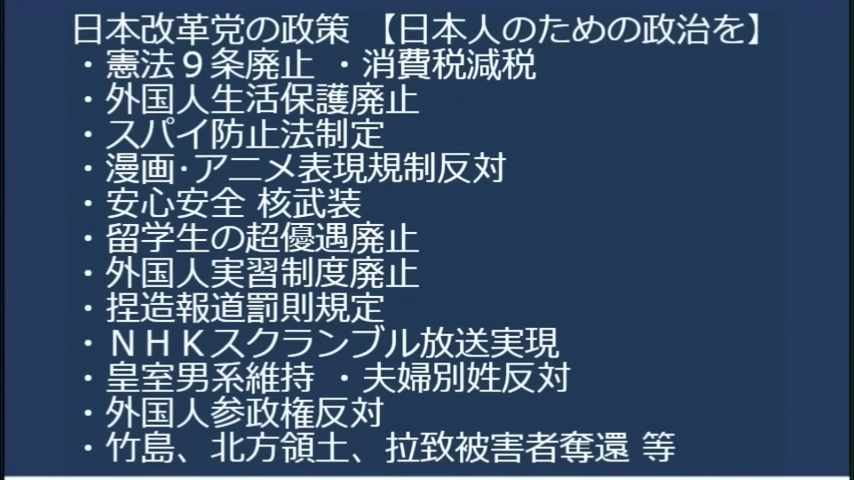 日本改革党の政策 【日本人のための政治を】
・憲法９条廃止 ・消費税減税
・外国人生活保護廃止
・スパイ防止法制定
・漫画・アニメ表現規制反対
・安心安全 核武装
・留学生の超優遇廃止
・外国人実習制度廃止
・捏造報道罰則規定
・ＮＨＫスクランブル放送実現
・皇室男系維持 ・夫婦別姓反対
・外国人参政権反対
・竹島、北方領土、拉致被害者奪還 等